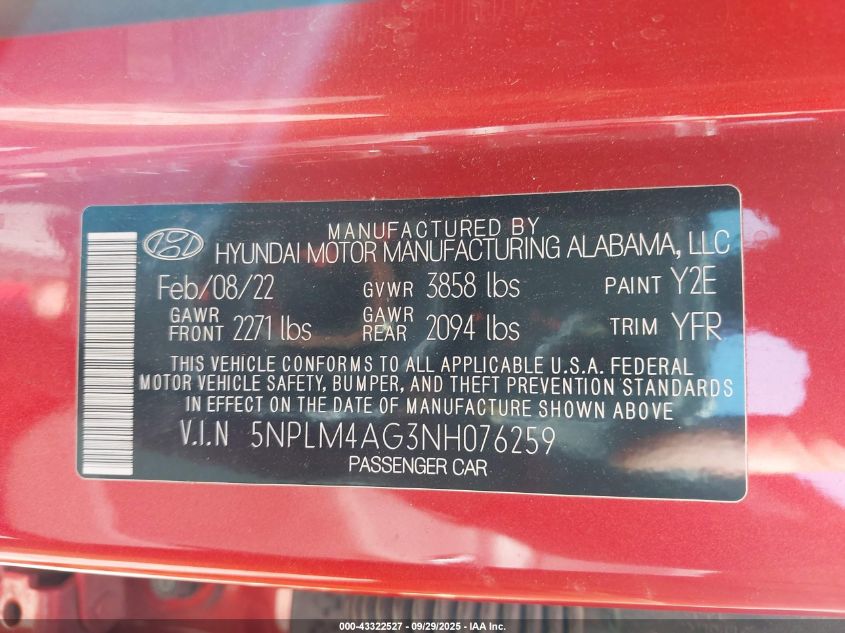 MANUFACTURED BY
HYUNDAI MOTOR MANUFACTURING ALABAMA, LLC
Feb/08/22 GVWR 3858 lbs PAINT Y2E
GAWR FRONT 2271 lbs GAWR REAR 2094 lbs TRIM YFR
THIS VEHICLE CONFORMS TO ALL APPLICABLE U.S.A. FEDERAL
MOTOR VEHICLE SAFETY, BUMPER, AND THEFT PREVENTION STANDARDS
IN EFFECT ON THE DATE OF MANUFACTURE SHOWN ABOVE
V.I.N 5NPLM4AG3NH076259
PASSENGER CAR
000-43322527 - 09/29/2025 - IAA Inc.